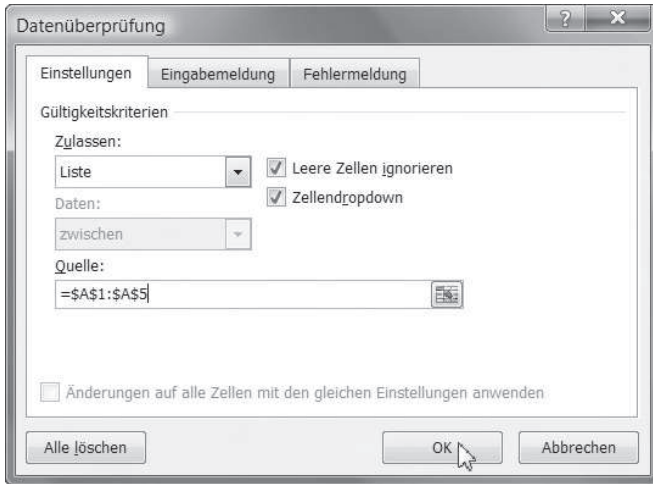 Datenüberprüfung
Einstellungen Eingabemeldung Fehlermeldung
Gültigkeitskriterien
Zulassen:
Liste
Leere Zellen ignorieren
Daten:
Zellendropdown
zwischen
Quelle:
=$A$1:$A$5
Änderungen auf alle Zellen mit den gleichen Einstellungen anwenden
Alle löschen OK Abbrechen